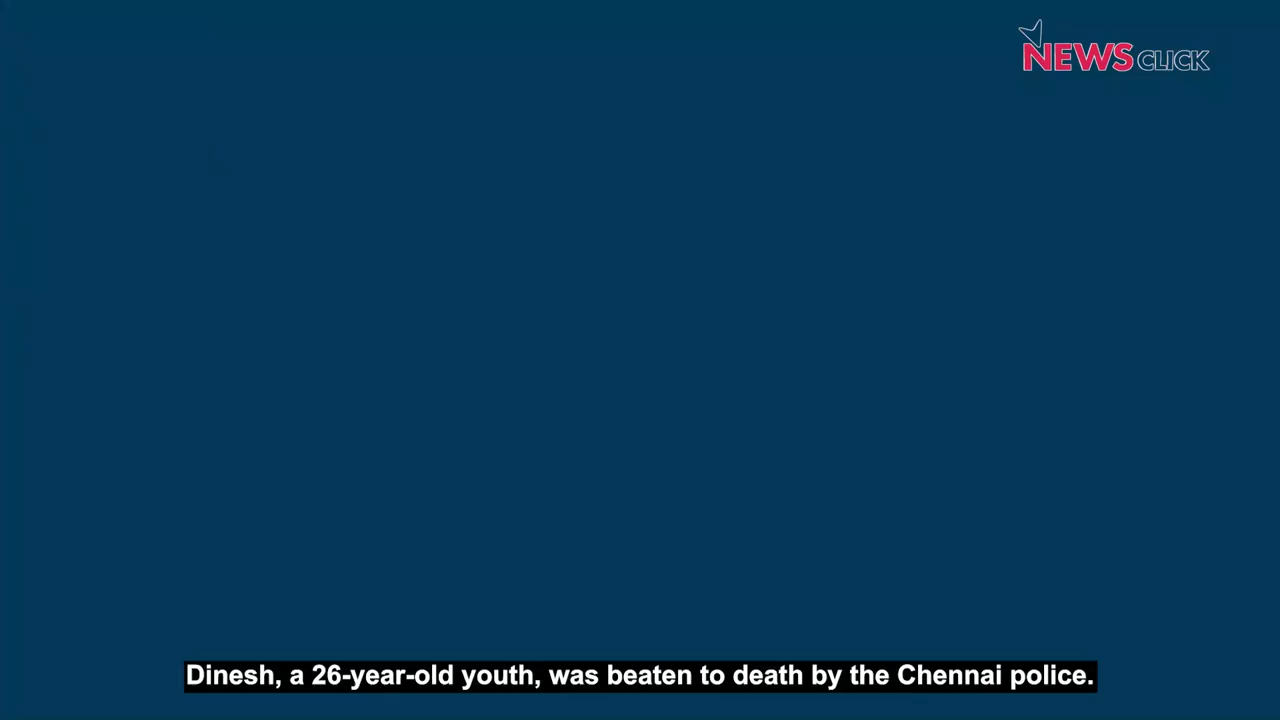 NEWSCLICK
Dinesh, a 26-year-old youth, was beaten to death by the Chennai police.